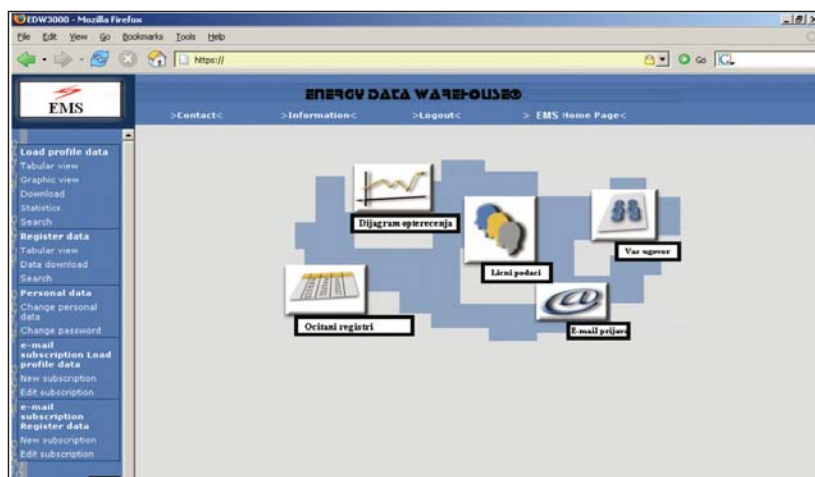 EDW3000 - Mozilla Firefox
File Edit View Go Bookmarks Tools Help
https://
Go
EMS
ENERGY DATA WAREHOUSE®
>Contact<
>Information<
>Logout<
> EMS Home Page<
Load profile data
Tabular view
Graphic view
Download
Statistics
Search
Register data
Tabular view
Data download
Search
Personal data
Change personal
data
Change password
e-mail
subscription Load
profile data
New subscription
Edit subscription
e-mail
subscription
Register data
New subscription
Edit subscription
Dijagram opterecenja
Licni podaci
Vas ugovor
Ocitani registri
E-mail prijava